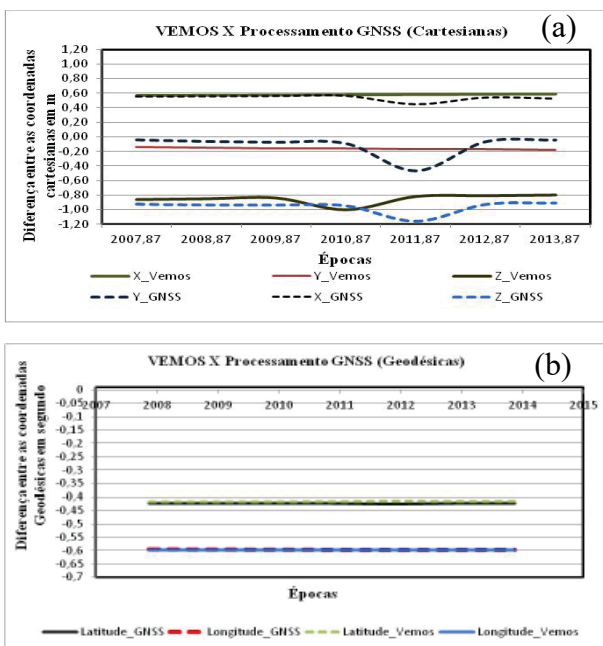 VEMOS X Processamento GNSS (Cartesianas)
(a)
Diferença entre as coordenadas
cartesianas em m
1,20
1,00
0,80
0,60
0,40
0,20
0,00
-0,20
-0,40
-0,60
-0,80
-1,00
-1,20
2007,87 2008,87 2009,87 2010,87 2011,87 2012,87 2013,87
Épocas
X_Vemos Y_Vemos Z_Vemos
Y_GNSS X_GNSS Z_GNSS
VEMOS X Processamento GNSS (Geodésicas)
(b)
Diferença entre as coordenadas
Geodésicas em segundo
0
-0,05
2007 2008 2009 2010 2011 2012 2013 2014 2015
-0,1
-0,15
-0,2
-0,25
-0,3
-0,35
-0,4
-0,45
-0,5
-0,55
-0,6
-0,65
-0,7
Épocas
Latitude_GNSS Longitude_GNSS Latitude_Vemos Longitude_Vemos